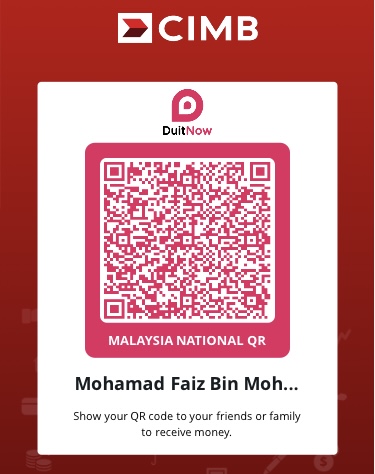 CIMB
DuitNow
MALAYSIA NATIONAL QR
Mohamad Faiz Bin Moh...
Show your QR code to your friends or family
to receive money.